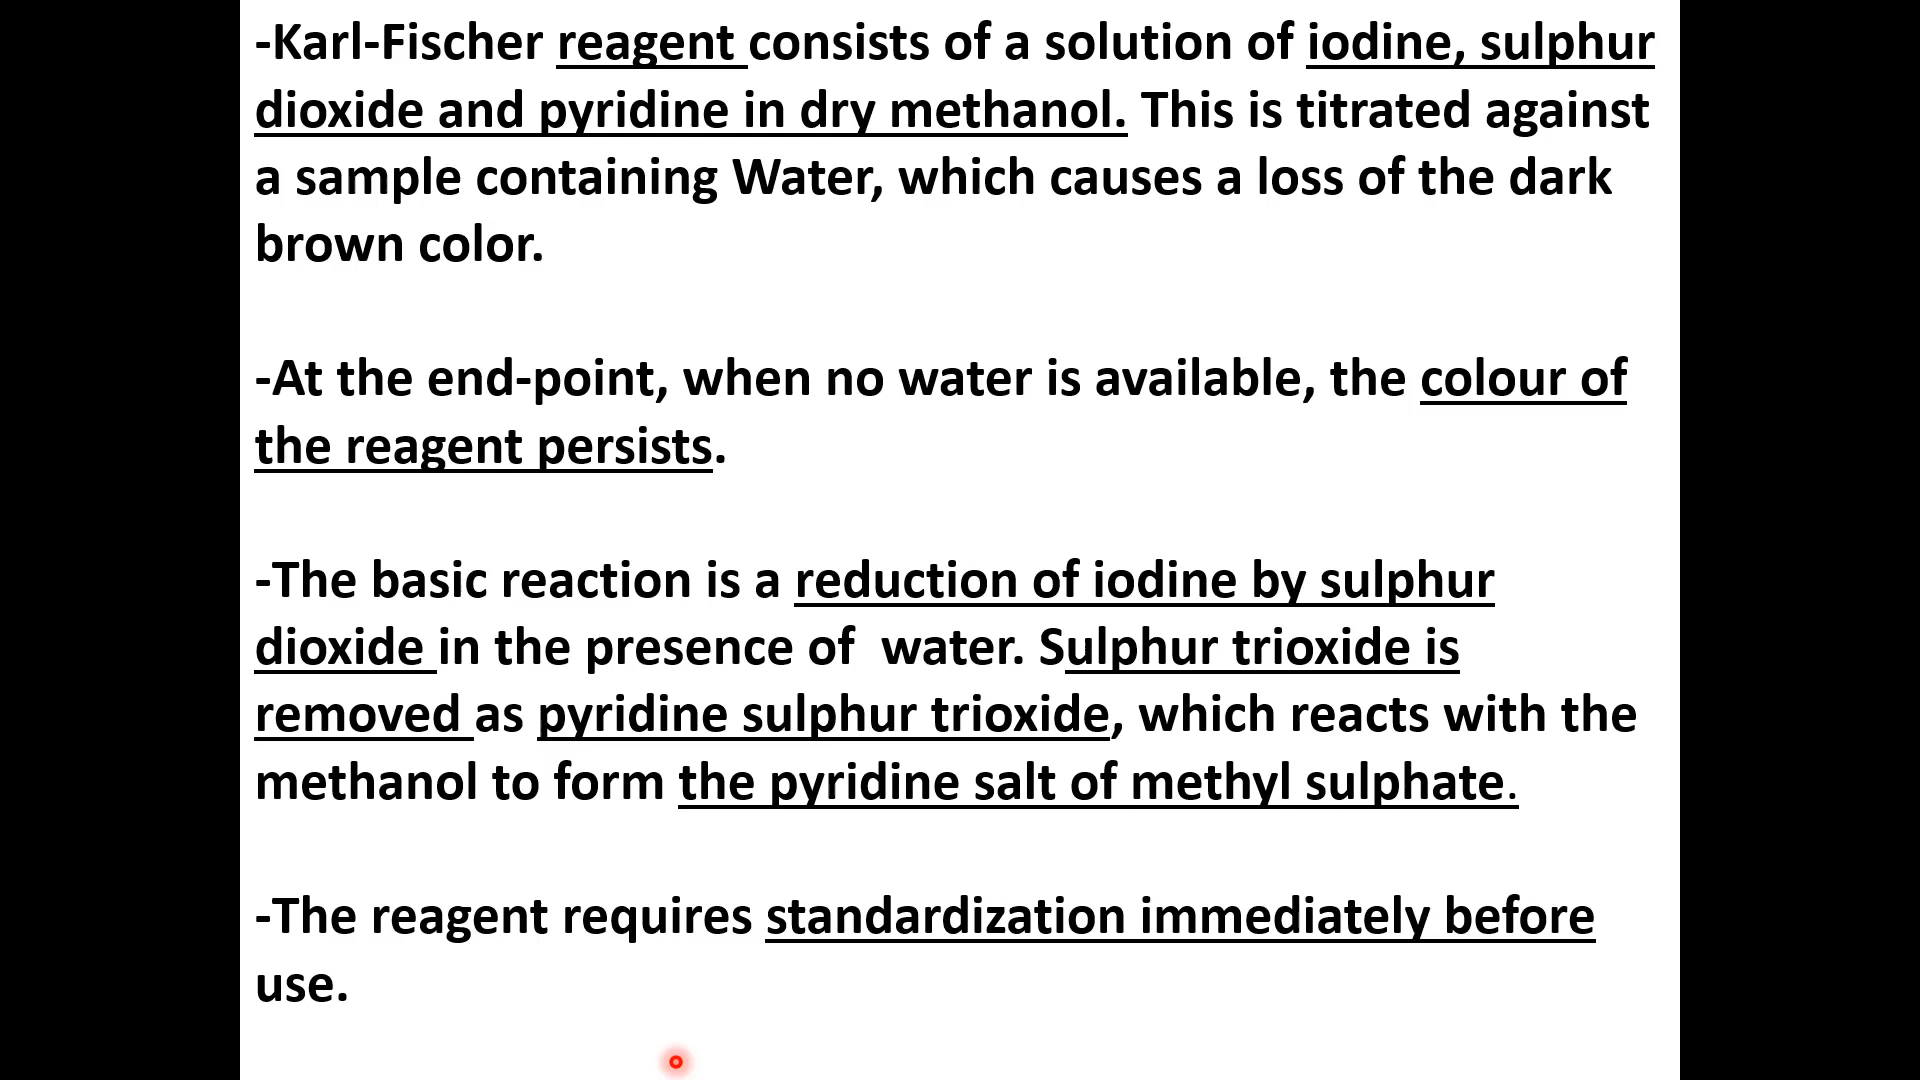 -Karl-Fischer reagent consists of a solution of iodine, sulphur
dioxide and pyridine in dry methanol. This is titrated against
a sample containing Water, which causes a loss of the dark
brown color.
-At the end-point, when no water is available, the colour of
the reagent persists.
-The basic reaction is a reduction of iodine by sulphur
dioxide in the presence of  water. Sulphur trioxide is
removed as pyridine sulphur trioxide, which reacts with the
methanol to form the pyridine salt of methyl sulphate.
-The reagent requires standardization immediately before
use.